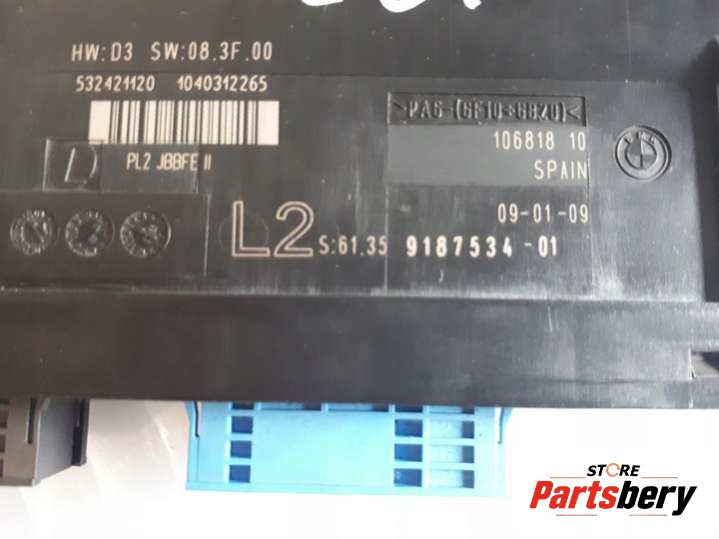 HW:D3 SW:08.3F.00
532421120 1040312265
PL2 JBBFE II
>PA6-(GF10+GB20)<
106818 10
SPAIN
09-01-09
L2 S:61.35 9187534-01
STORE
Partsbery